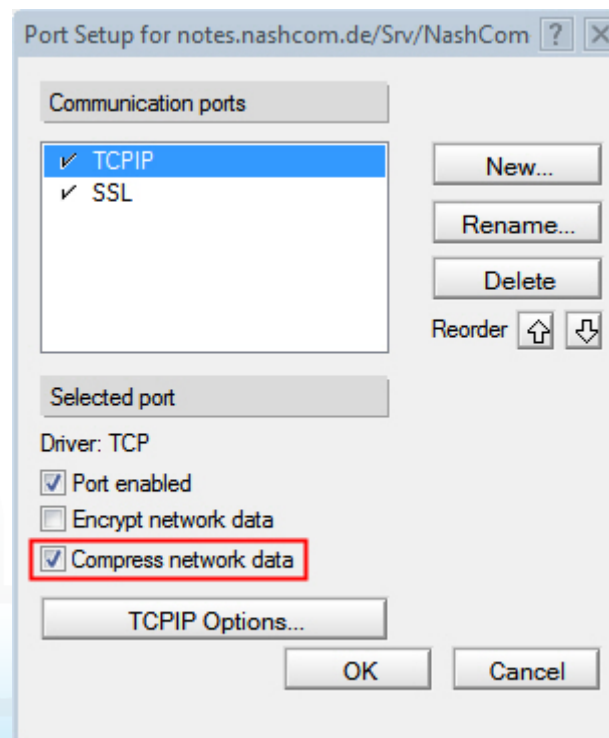 Port Setup for notes.nashcom.de/Srv/NashCom
Communication ports
TCPIP
SSL
New...
Rename...
Delete
Reorder
Selected port
Driver: TCP
Port enabled
Encrypt network data
Compress network data
TCPIP Options...
OK
Cancel